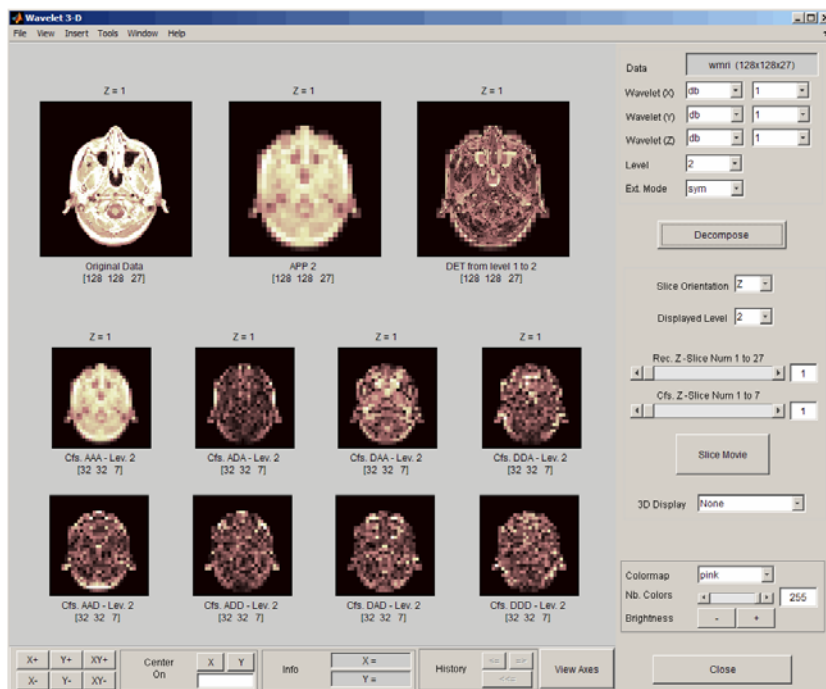 Wavelet 3-D
File View Insert Tools Window Help
Z = 1
Z = 1
Z = 1
Original Data
[128 128 27]
APP 2
[128 128 27]
DET from level 1 to 2
[128 128 27]
Z = 1
Z = 1
Z = 1
Z = 1
Cfs. AAA - Lev. 2
[32 32 7]
Cfs. ADA - Lev. 2
[32 32 7]
Cfs. DAA - Lev. 2
[32 32 7]
Cfs. DDA - Lev. 2
[32 32 7]
Cfs. AAD - Lev. 2
[32 32 7]
Cfs. ADD - Lev. 2
[32 32 7]
Cfs. DAD - Lev. 2
[32 32 7]
Cfs. DDD - Lev. 2
[32 32 7]
Data wmri (128x128x27)
Wavelet (X) db 1
Wavelet (Y) db 1
Wavelet (Z) db 1
Level 2
Ext. Mode sym
Decompose
Slice Orientation Z
Displayed Level 2
Rec. Z-Slice Num 1 to 27
1
Cfs. Z-Slice Num 1 to 7
1
Slice Movie
3D Display None
Colormap pink
Nb. Colors 255
Brightness - +
X+ Y+ XY+
X- Y- XY-
Center On X Y
Info X = Y =
History <= => <<=
View Axes
Close